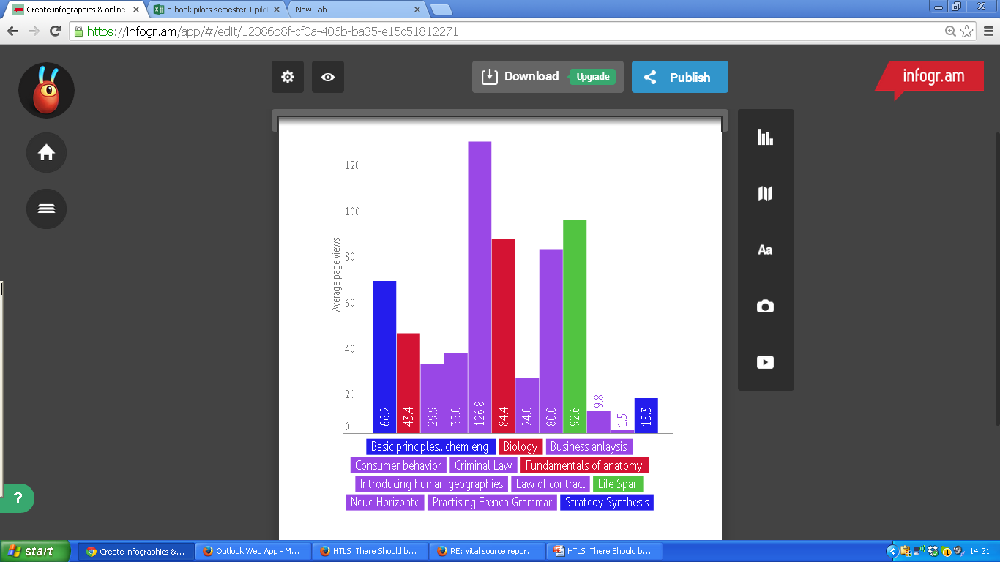 Create infographics & online
e-book pilots semester 1 pilo
New Tab
https://infogr.am/app/#/edit/12086b8f-cf0a-406b-ba35-e15c51812271
Download Upgrade
Publish
infogr.am
Aa
Average page views
120
100
80
60
40
20
0
66.2 43.4 29.9 35.0 126.8 84.4 24.0 80.0 92.6 9.8 1.5 15.3
Basic principles...chem eng Biology Business anlaysis
Consumer behavior Criminal Law Fundamentals of anatomy
Introducing human geographies Law of contract Life Span
Neue Horizonte Practising French Grammar Strategy Synthesis
?
start Create infographics &... Outlook Web App - M... HTLS_There Should b... RE: Vital source repor... HTLS_There Should b... 14:21